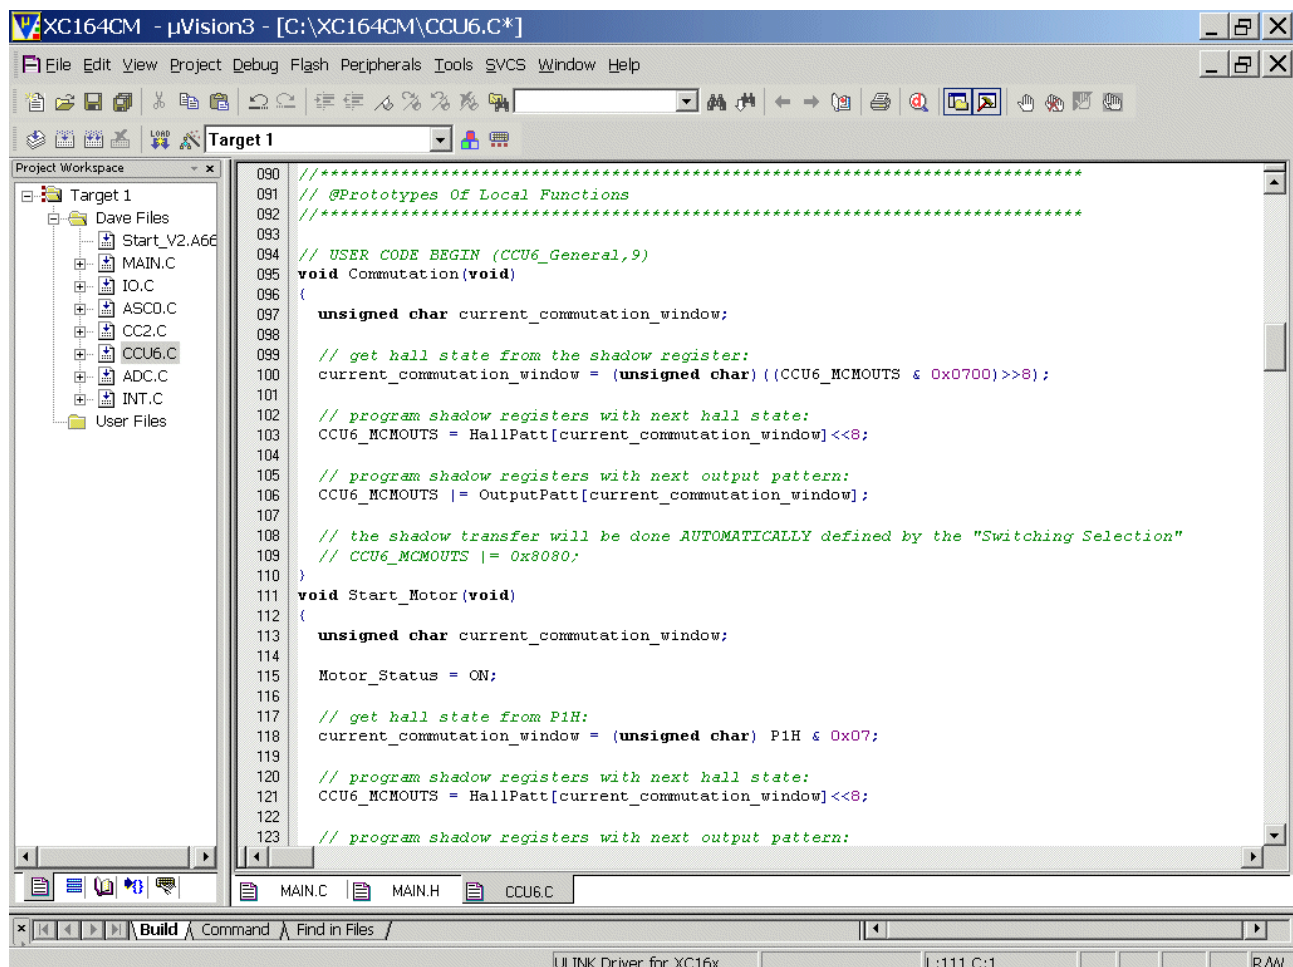 XC164CM - µVision3 - [C:\XC164CM\CCU6.C*]
File Edit View Project Debug Flash Peripherals Tools SVCS Window Help
LOAD Target 1
Project Workspace
Target 1
Dave Files
Start_V2.A66
MAIN.C
IO.C
ASC0.C
CC2.C
CCU6.C
ADC.C
INT.C
User Files
090 //****************************************************************************
091 // @Prototypes Of Local Functions
092 //****************************************************************************
093
094 // USER CODE BEGIN (CCU6_General,9)
095 void Commutation(void)
096 {
097 unsigned char current_commutation_window;
098
099 // get hall state from the shadow register:
100 current_commutation_window = (unsigned char)((CCU6_MCMOUTS & 0x0700)>>8);
101
102 // program shadow registers with next hall state:
103 CCU6_MCMOUTS = HallPatt[current_commutation_window]<<8;
104
105 // program shadow registers with next output pattern:
106 CCU6_MCMOUTS |= OutputPatt[current_commutation_window];
107
108 // the shadow transfer will be done AUTOMATICALLY defined by the "Switching Selection"
109 // CCU6_MCMOUTS |= 0x8080;
110 }
111 void Start_Motor(void)
112 {
113 unsigned char current_commutation_window;
114
115 Motor_Status = ON;
116
117 // get hall state from P1H:
118 current_commutation_window = (unsigned char) P1H & 0x07;
119
120 // program shadow registers with next hall state:
121 CCU6_MCMOUTS = HallPatt[current_commutation_window]<<8;
122
123 // program shadow registers with next output pattern:
MAIN.C MAIN.H CCU6.C
Build Command Find in Files
ULINK Driver for XC16x L:111 C:1 R/W